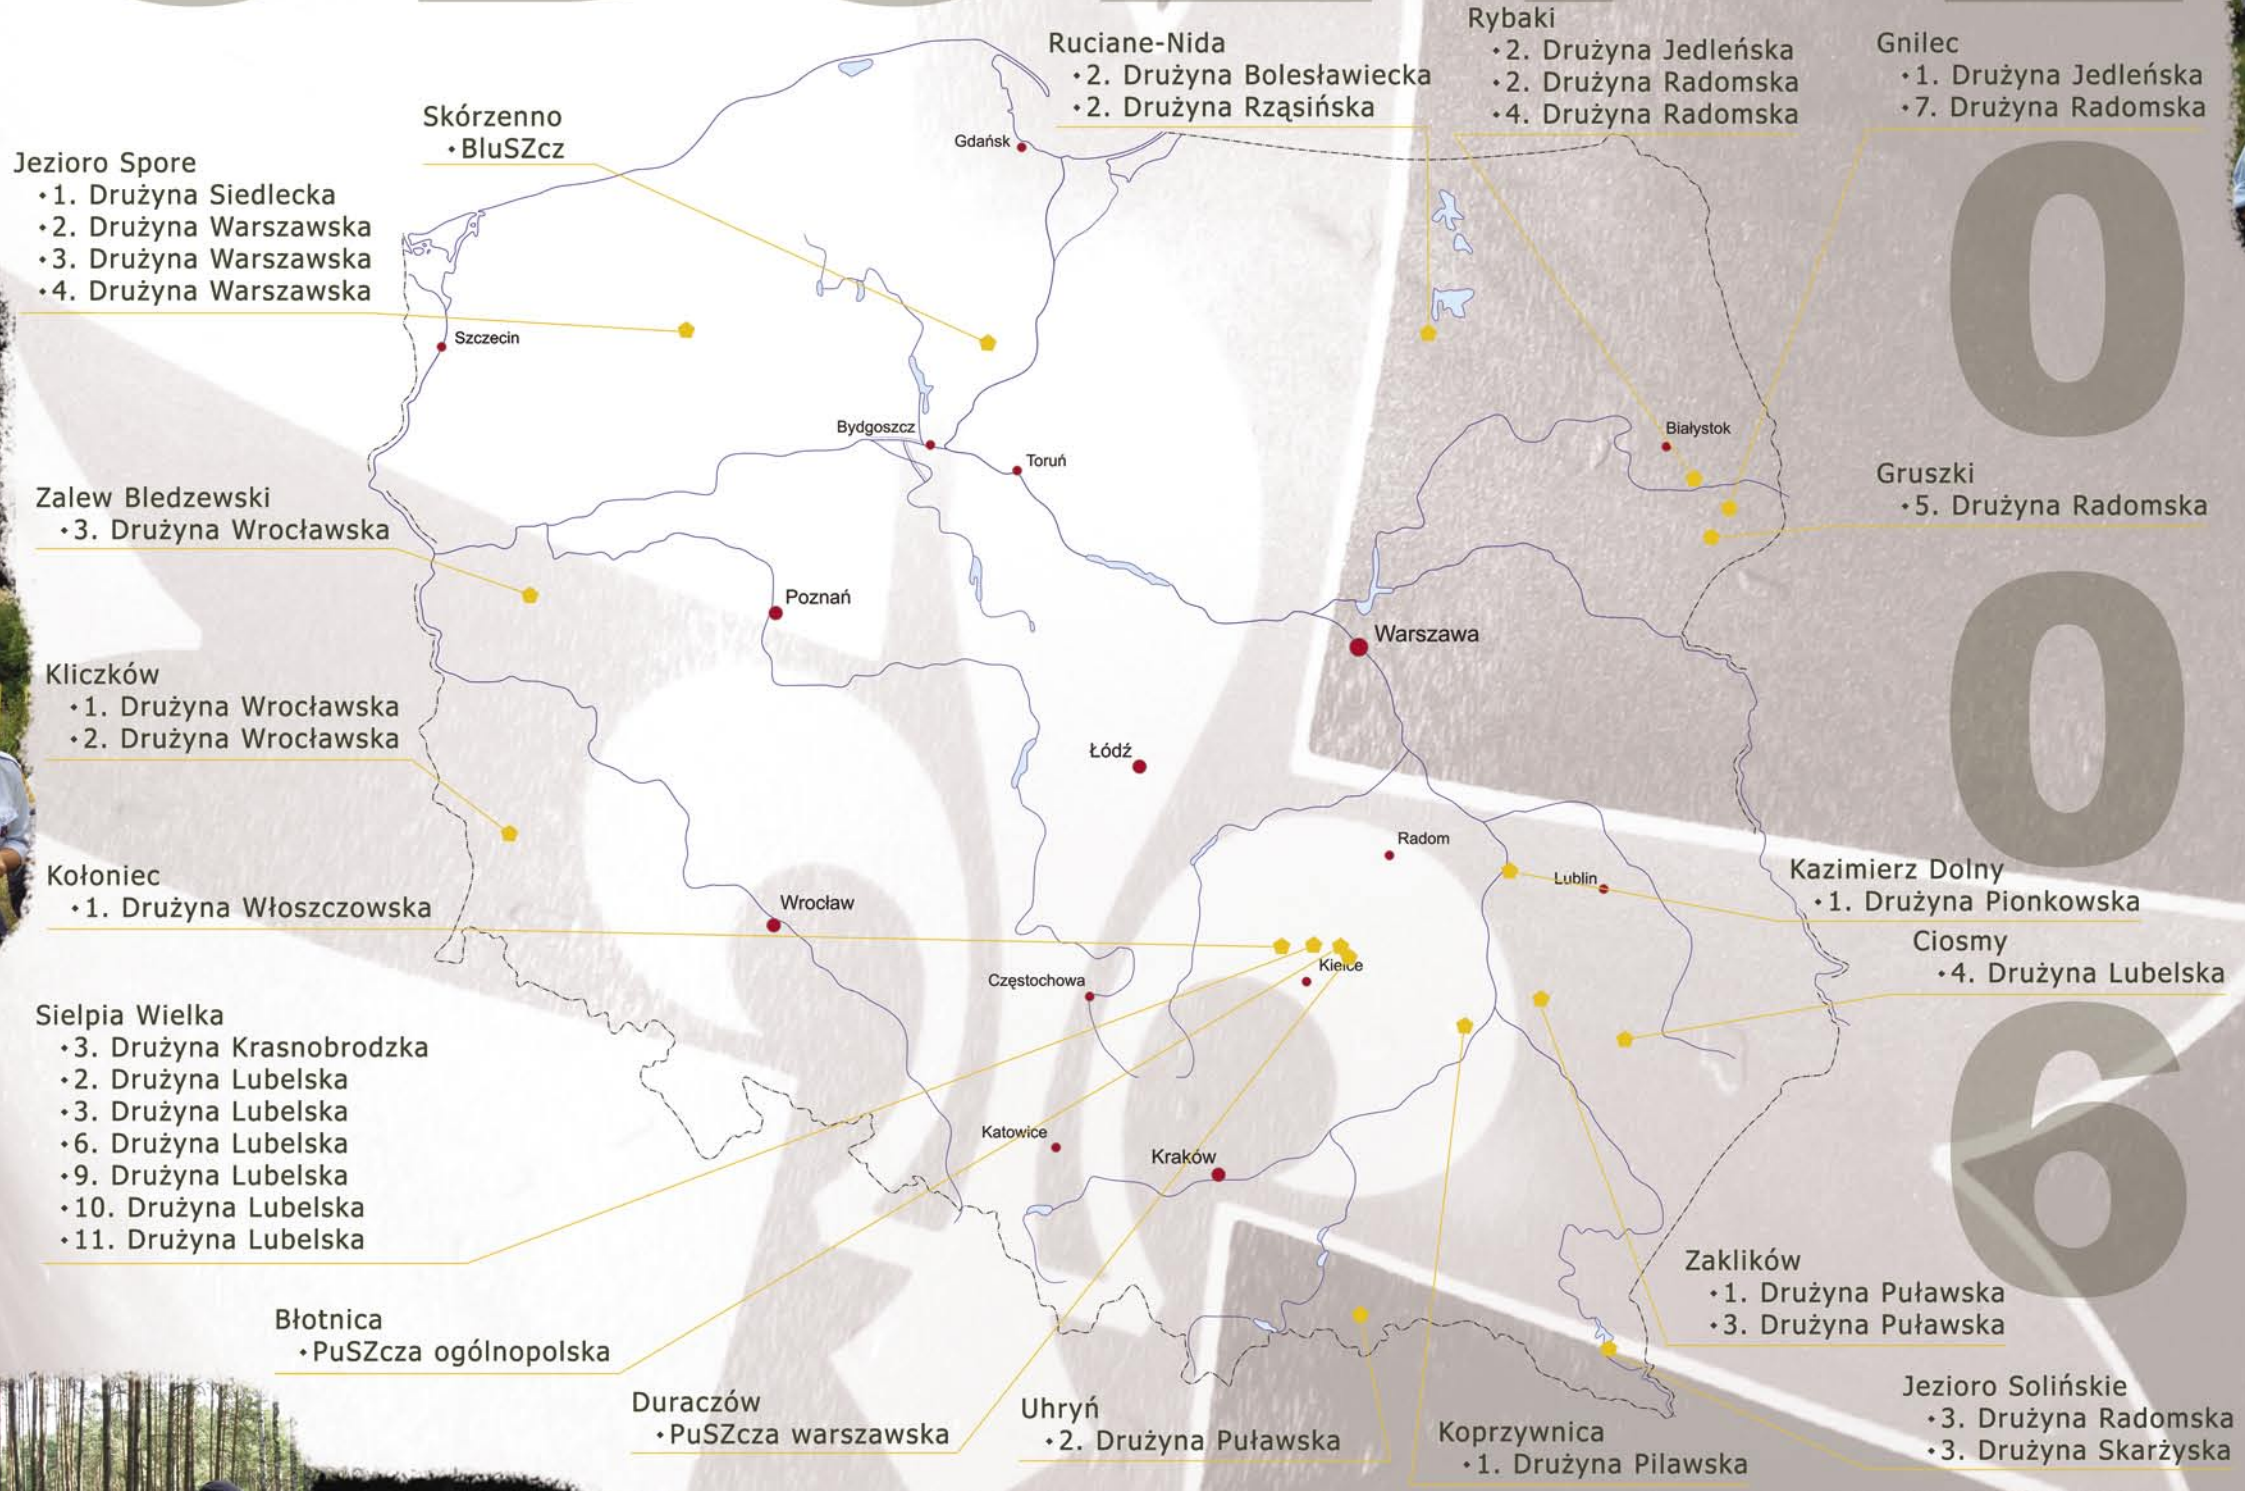 Ruciane-Nida
•2. Drużyna Bolesławiecka
•2. Drużyna Rząsińska
Rybaki
•2. Drużyna Jedleńska
•2. Drużyna Radomska
•4. Drużyna Radomska
Gnilec
•1. Drużyna Jedleńska
•7. Drużyna Radomska
Skórzenno
•BluSZcz
Jezioro Spore
•1. Drużyna Siedlecka
•2. Drużyna Warszawska
•3. Drużyna Warszawska
•4. Drużyna Warszawska
Gdańsk
Szczecin
Bydgoszcz
Toruń
Białystok
0
Gruszki
•5. Drużyna Radomska
Zalew Bledzewski
•3. Drużyna Wrocławska
Poznań
Warszawa
0
Kliczków
•1. Drużyna Wrocławska
•2. Drużyna Wrocławska
Łódź
Radom
Lublin
Kazimierz Dolny
•1. Drużyna Pionkowska
Kołoniec
•1. Drużyna Włoszczowska
Wrocław
Ciosmy
•4. Drużyna Lubelska
Kielce
Częstochowa
Sielpia Wielka
•3. Drużyna Krasnobrodzka
•2. Drużyna Lubelska
•3. Drużyna Lubelska
•6. Drużyna Lubelska
•9. Drużyna Lubelska
•10. Drużyna Lubelska
•11. Drużyna Lubelska
Katowice
Kraków
6
Zaklików
•1. Drużyna Puławska
•3. Drużyna Puławska
Błotnica
•PuSZcza ogólnopolska
Duraczów
•PuSZcza warszawska
Uhryń
•2. Drużyna Puławska
Koprzywnica
•1. Drużyna Pilawska
Jezioro Solińskie
•3. Drużyna Radomska
•3. Drużyna Skarżyska